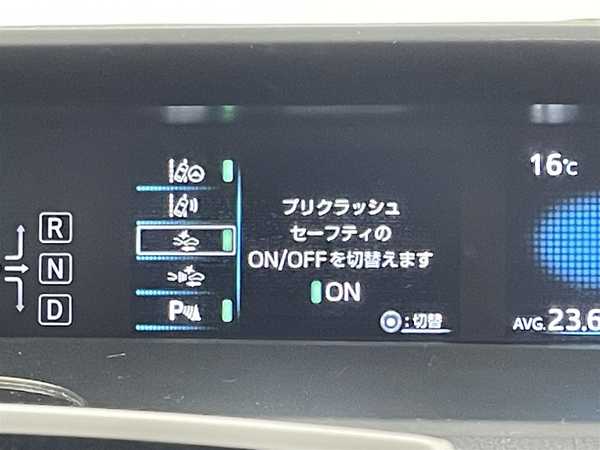 R
N
D
P
プリクラッシュ
セーフティの
ON/OFFを切替えます
ON
:切替
16℃
AVG.23.6